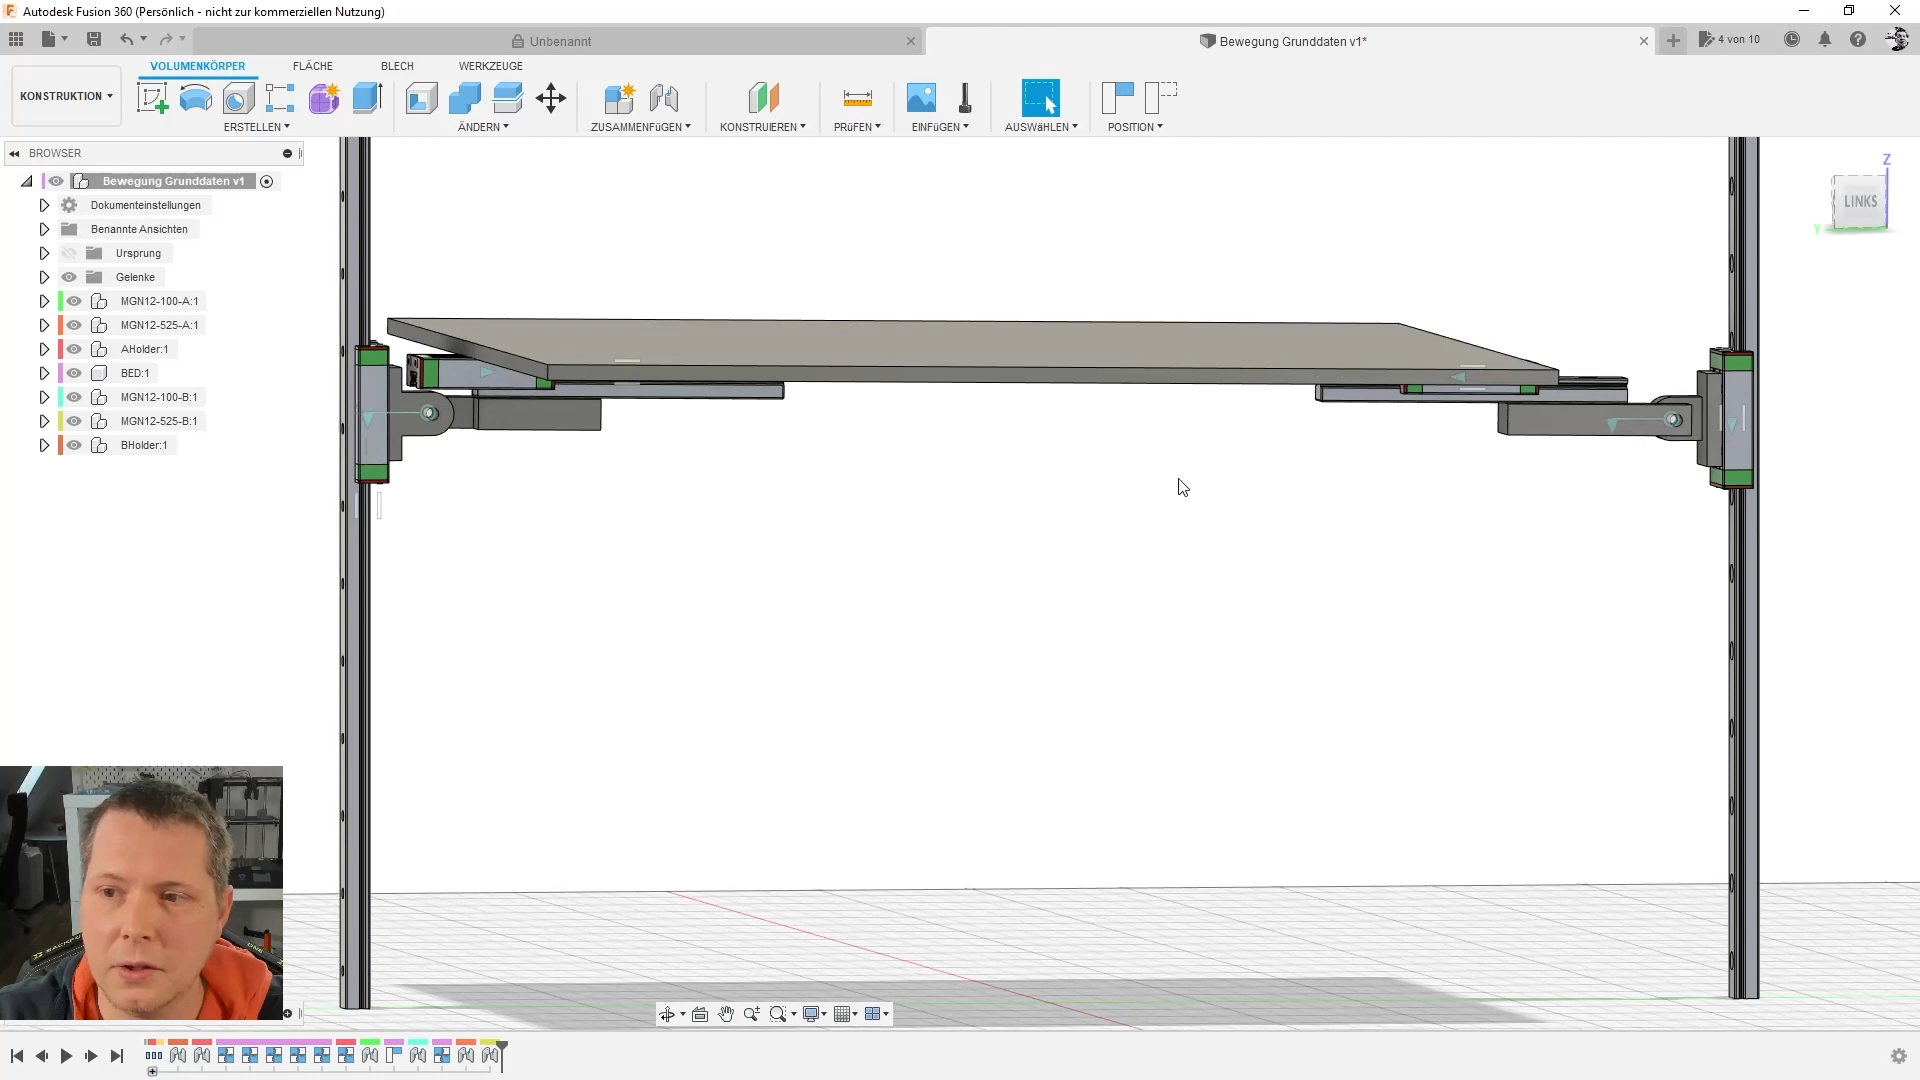 Autodesk Fusion 360 (Persönlich - nicht zur kommerziellen Nutzung)
Unbenannt
Bewegung Grunddaten v1*
4 von 10
KONSTRUKTION
VOLUMENKÖRPER
FLÄCHE
BLECH
WERKZEUGE
ERSTELLEN
ÄNDERN
ZUSAMMENFüGEN
KONSTRUIEREN
PRüFEN
EINFüGEN
AUSWäHLEN
POSITION
BROWSER
Bewegung Grunddaten v1
Dokumenteinstellungen
Benannte Ansichten
Ursprung
Gelenke
MGN12-100-A:1
MGN12-525-A:1
AHolder:1
BED:1
MGN12-100-B:1
MGN12-525-B:1
BHolder:1
Z
LINKS
Y